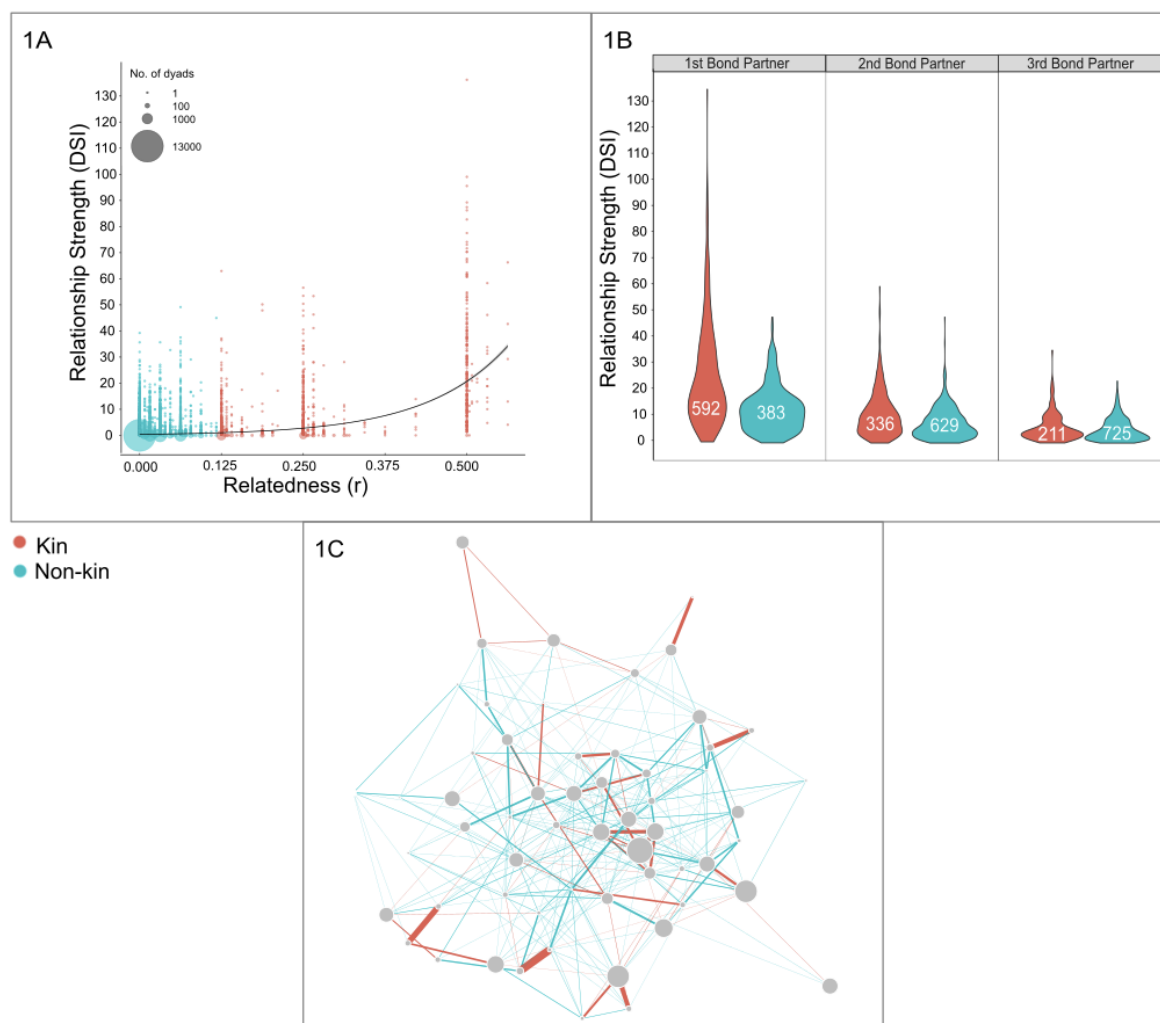 1A
No. of dyads
1
100
1000
13000
130
120
110
100
90
80
70
60
50
40
30
20
10
0
Relationship Strength (DSI)
0.000 0.125 0.250 0.375 0.500
Relatedness (r)
1B
1st Bond Partner 2nd Bond Partner 3rd Bond Partner
130
120
110
100
90
80
70
60
50
40
30
20
10
0
Relationship Strength (DSI)
592 383 336 629 211 725
Kin
Non-kin
1C